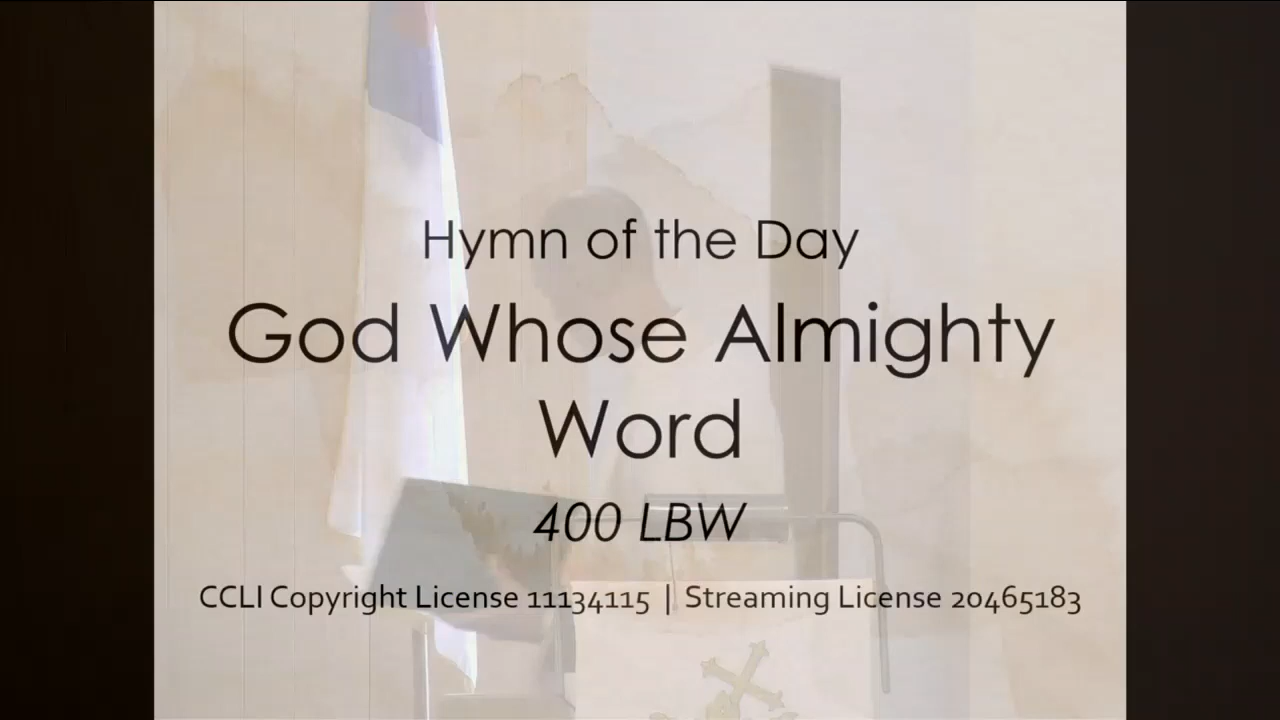 Hymn of the Day
God Whose Almighty
Word
400 LBW
CCLI Copyright License 11134115 | Streaming License 20465183